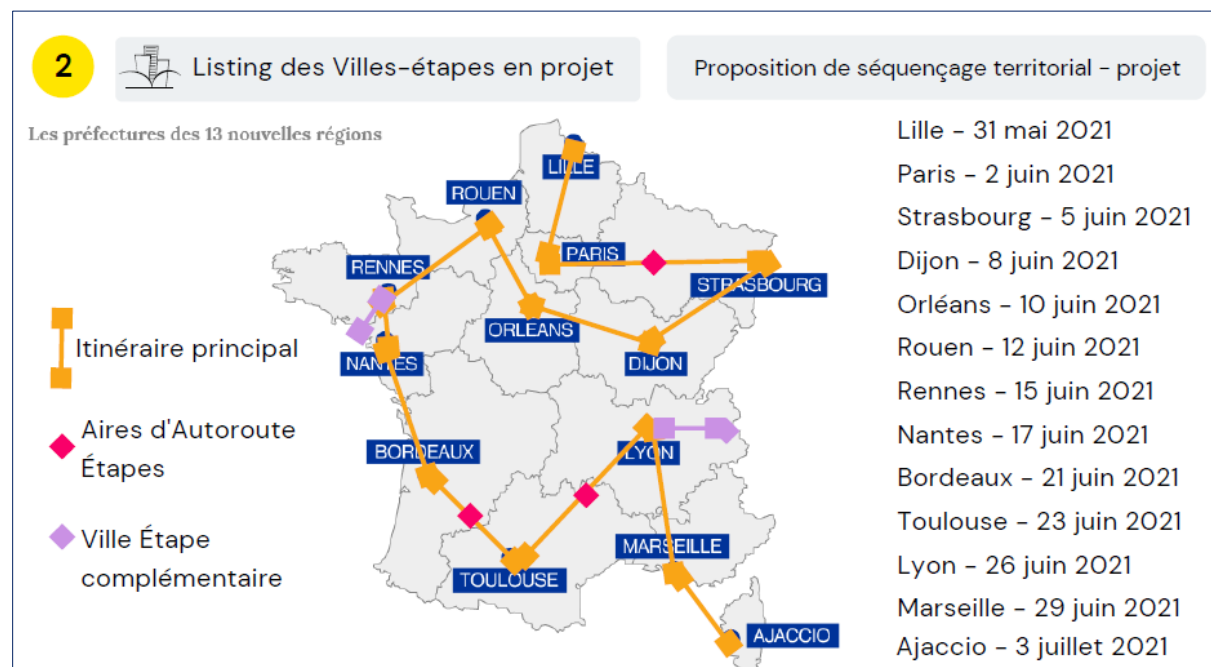 2
Listing des Villes-étapes en projet
Proposition de séquençage territorial - projet
Les préfectures des 13 nouvelles régions
LILLE
ROUEN
PARIS
RENNES
STRASBOURG
ORLÉANS
NANTES
DIJON
BORDEAUX
LYON
MARSEILLE
TOULOUSE
AJACCIO
Itinéraire principal
Aires d'Autoroute
Étapes
Ville Étape
complémentaire
Lille - 31 mai 2021
Paris - 2 juin 2021
Strasbourg - 5 juin 2021
Dijon - 8 juin 2021
Orléans - 10 juin 2021
Rouen - 12 juin 2021
Rennes - 15 juin 2021
Nantes - 17 juin 2021
Bordeaux - 21 juin 2021
Toulouse - 23 juin 2021
Lyon - 26 juin 2021
Marseille - 29 juin 2021
Ajaccio - 3 juillet 2021